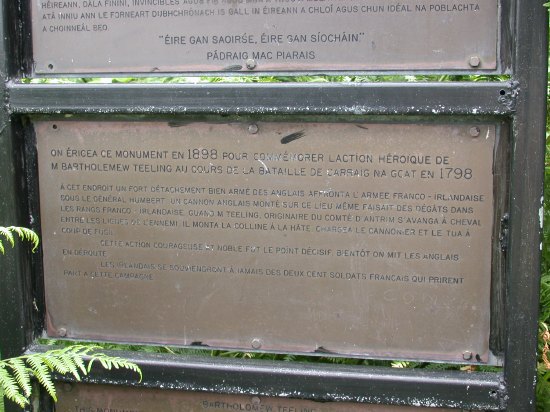 ATÁ INNIU ANN LE FORNEART DUBHCHRÓNACH IS GALL IN ÉIREANN A CHLOÍ AGUS CHUN IDÉAL NA POBLACHTA
A CHOINNEÁL BEO.
"ÉIRE GAN SAOIRSE, ÉIRE GAN SÍOCHÁIN."
PÁDRAIG MAC PIARAIS
ON ÉRICEA CE MONUMENT EN 1898 POUR COMMÉMORER LACTION HÉROIQUE DE
M BARTHOLEMEW TEELING AU COURS DE LA BATAILLE DE CARRAIG NA GCAT EN 1798
À CET ENDROIT UN FORT DÉTACHEMENT BIEN ARMÉ DES ANGLAIS AFFRONTA L'ARMÉE FRANCO - IRLANDAISE
SOUS LE GÉNÉRAL HUMBERT. UN CANNON ANGLAIS MONTÉ SUR CE LIEU MÊME FAISAIT DES DÉGÂTS DANS
LES RANGS FRANCO - IRLANDAISE, QUAND M TEELING, ORIGINAIRE DU COMTÉ D'ANTRIM S'AVANÇA À CHEVAL
ENTRE LES LIGNES DE L'ENNEMI. IL MONTA LA COLLINE À LA HÂTE, CHARGEA LE CANONIER ET LE TUA À
COUP DE FUSIL
CETTE ACTION COURAGEUSE ET NOBLE FUT LE POINT DÉCISIF. BIENTÔT ON MIT LES ANGLAIS
EN DÉROUTE
LES IRLANDAIS SE SOUVIENDRONT À JAMAIS DES DEUX CENT SOLDATS FRANÇAIS QUI PRIRENT
PART À CETTE CAMPAGNE
BARTHOLOMEW TEELING